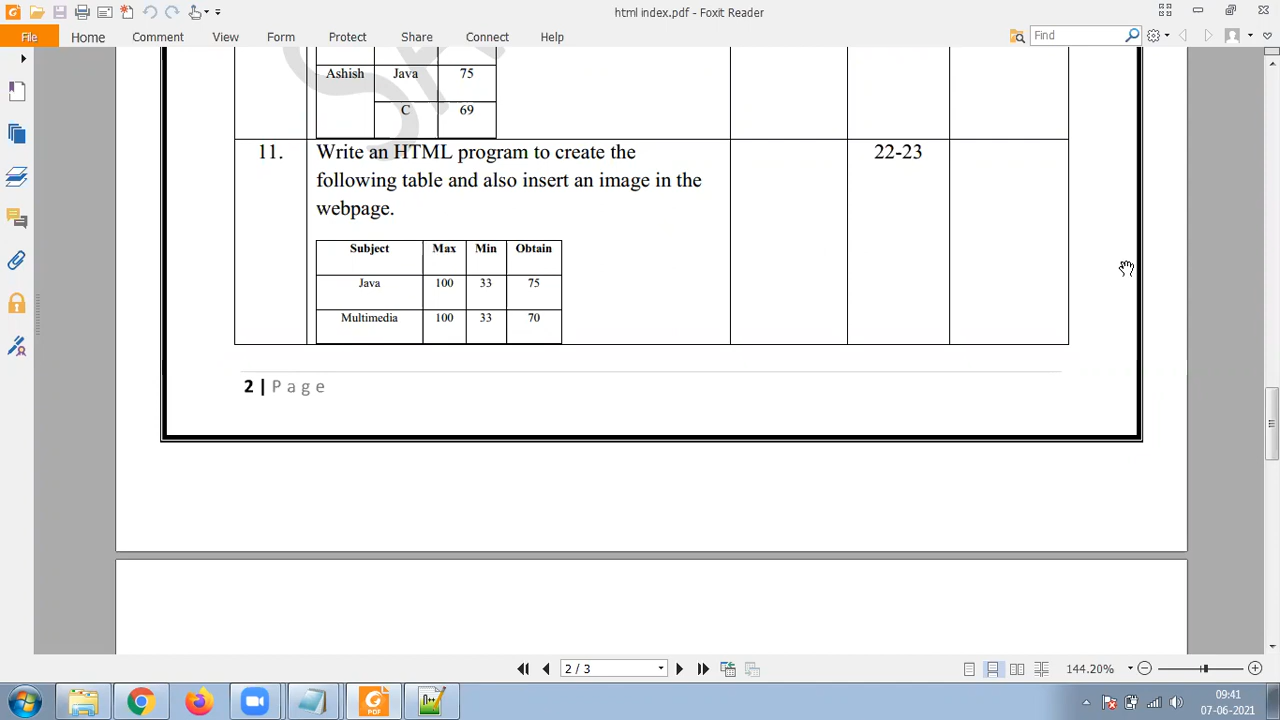 html index.pdf - Foxit Reader
File Home Comment View Form Protect Share Connect Help
Find
Ashish Java 75
C 69
11. Write an HTML program to create the 22-23
following table and also insert an image in the
webpage.
Subject Max Min Obtain
Java 100 33 75
Multimedia 100 33 70
2 | Page
2 / 3 144.20%
09:41
07-06-2021